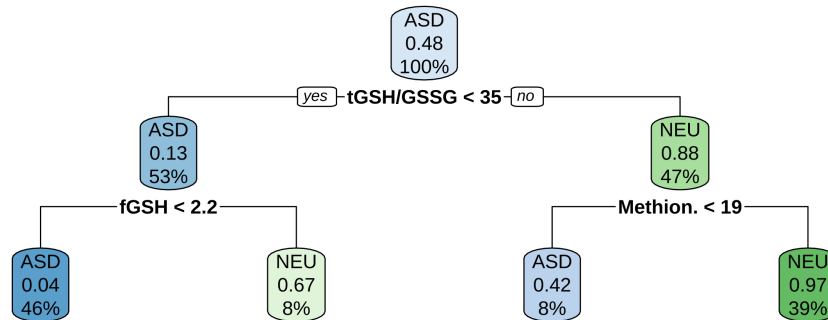 ASD
0.48
100%
yes tGSH/GSSG < 35 no
ASD
0.13
53%
NEU
0.88
47%
fGSH < 2.2
Methion. < 19
ASD
0.04
46%
NEU
0.67
8%
ASD
0.42
8%
NEU
0.97
39%